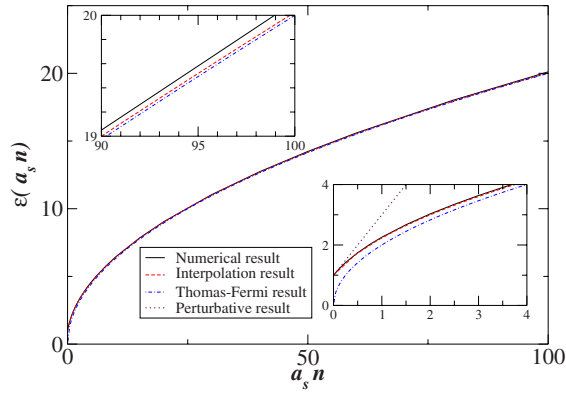 20
19
90 95 100
20
10
0
ε(a_s n)
4
2
0
0 1 2 3 4
Numerical result
Interpolation result
Thomas-Fermi result
Perturbative result
0 50 100
a_s n